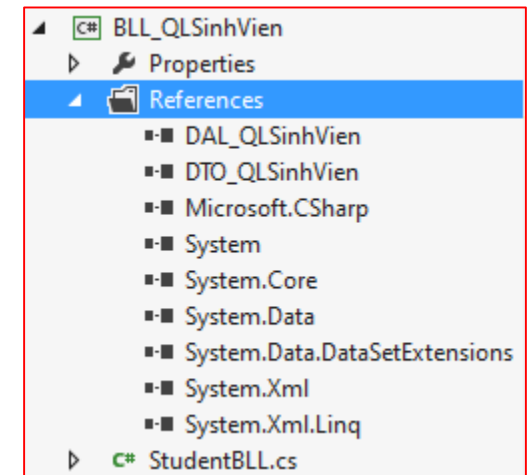 C# BLL_QLSinhVien
Properties
References
DAL_QLSinhVien
DTO_QLSinhVien
Microsoft.CSharp
System
System.Core
System.Data
System.Data.DataSetExtensions
System.Xml
System.Xml.Linq
C# StudentBLL.cs